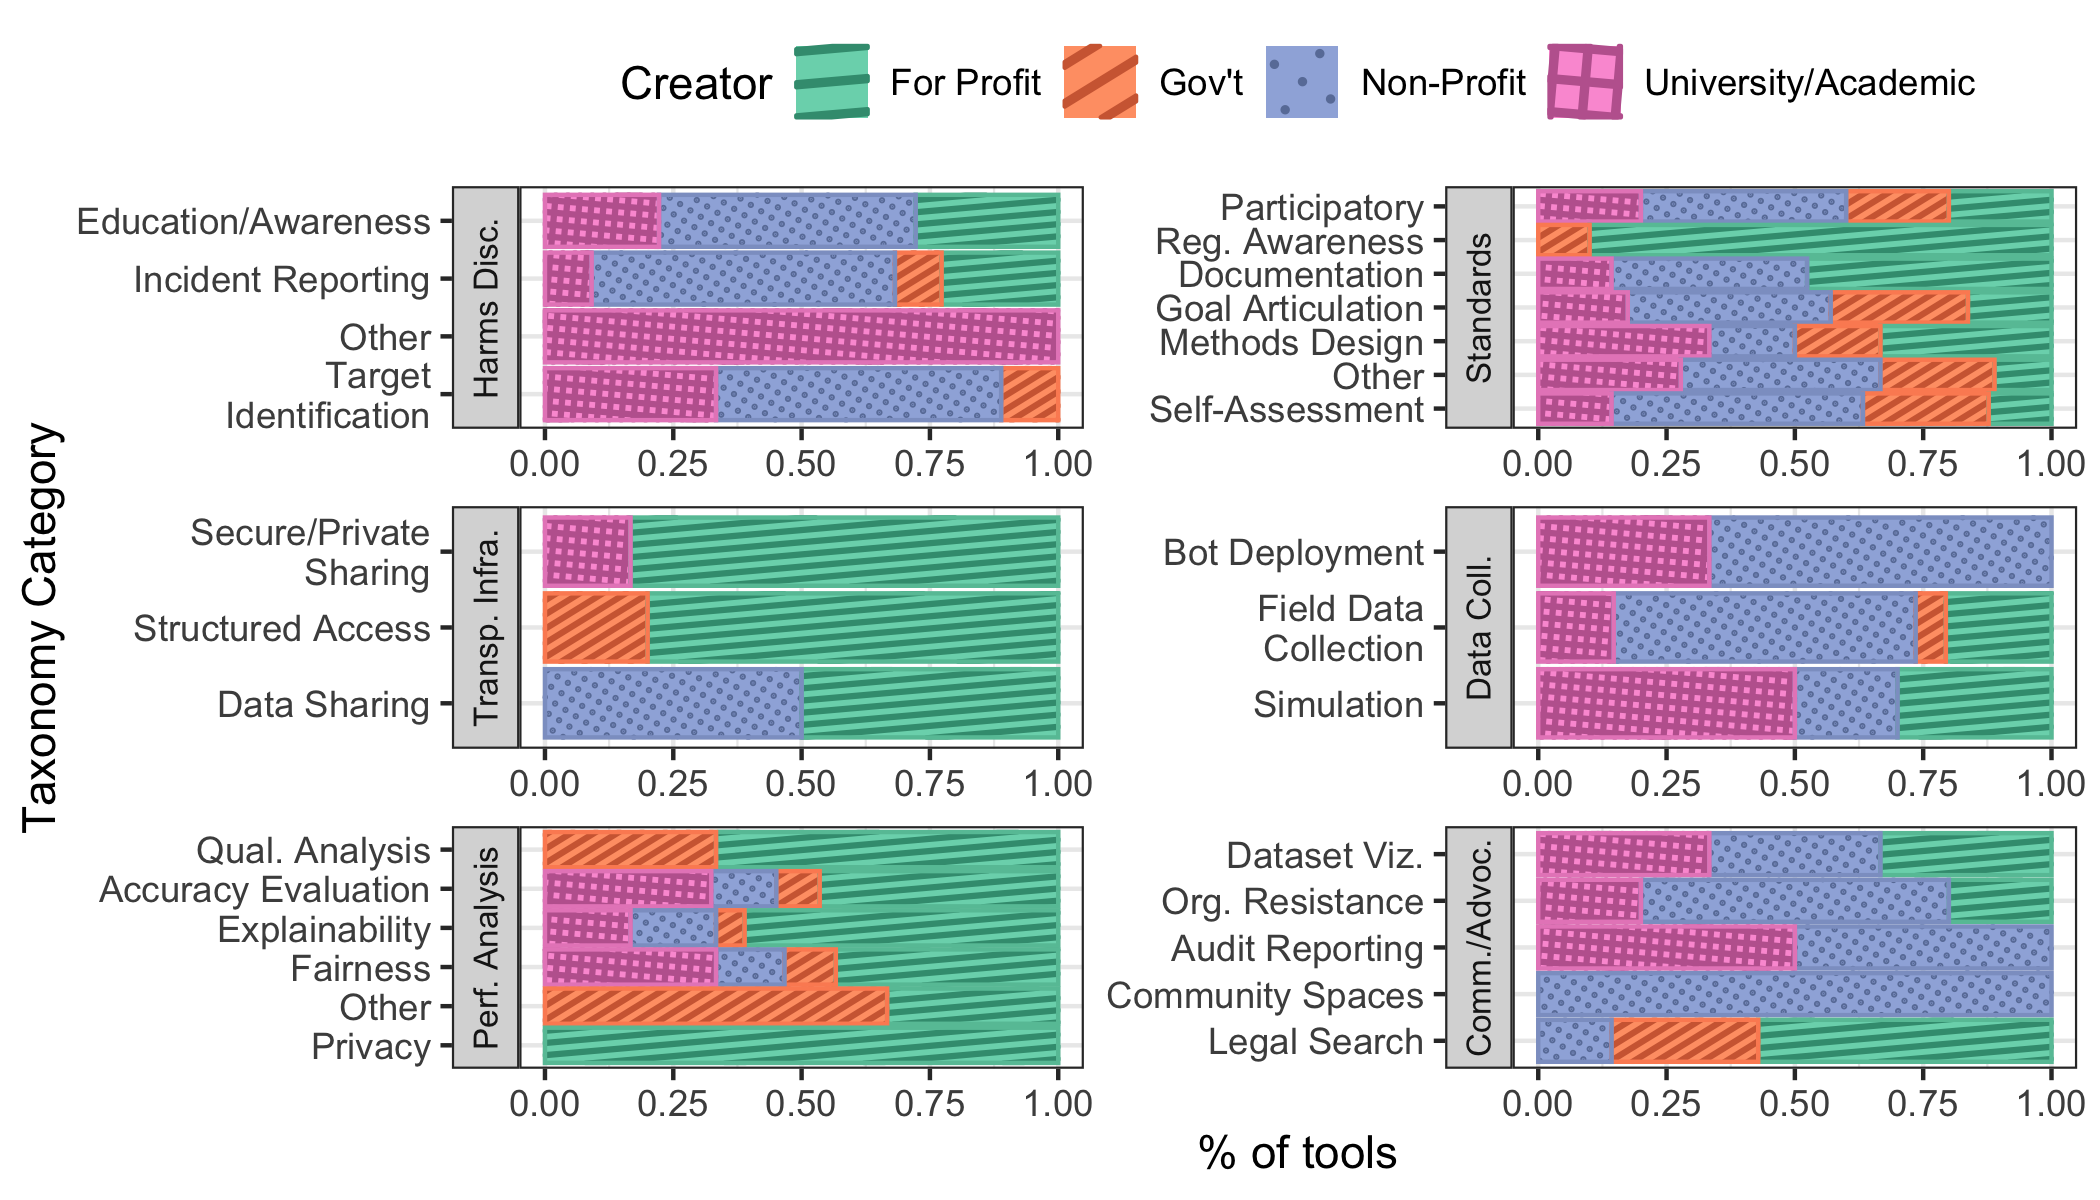 Creator For Profit Gov't Non-Profit University/Academic
Taxonomy Category
Harms Disc.
Education/Awareness
Incident Reporting
Other
Target
Identification
0.00 0.25 0.50 0.75 1.00
Standards
Participatory
Reg. Awareness
Documentation
Goal Articulation
Methods Design
Other
Self-Assessment
0.00 0.25 0.50 0.75 1.00
Transp. Infra.
Secure/Private
Sharing
Structured Access
Data Sharing
0.00 0.25 0.50 0.75 1.00
Data Coll.
Bot Deployment
Field Data
Collection
Simulation
0.00 0.25 0.50 0.75 1.00
Perf. Analysis
Qual. Analysis
Accuracy Evaluation
Explainability
Fairness
Other
Privacy
0.00 0.25 0.50 0.75 1.00
Comm./Advoc.
Dataset Viz.
Org. Resistance
Audit Reporting
Community Spaces
Legal Search
0.00 0.25 0.50 0.75 1.00
% of tools